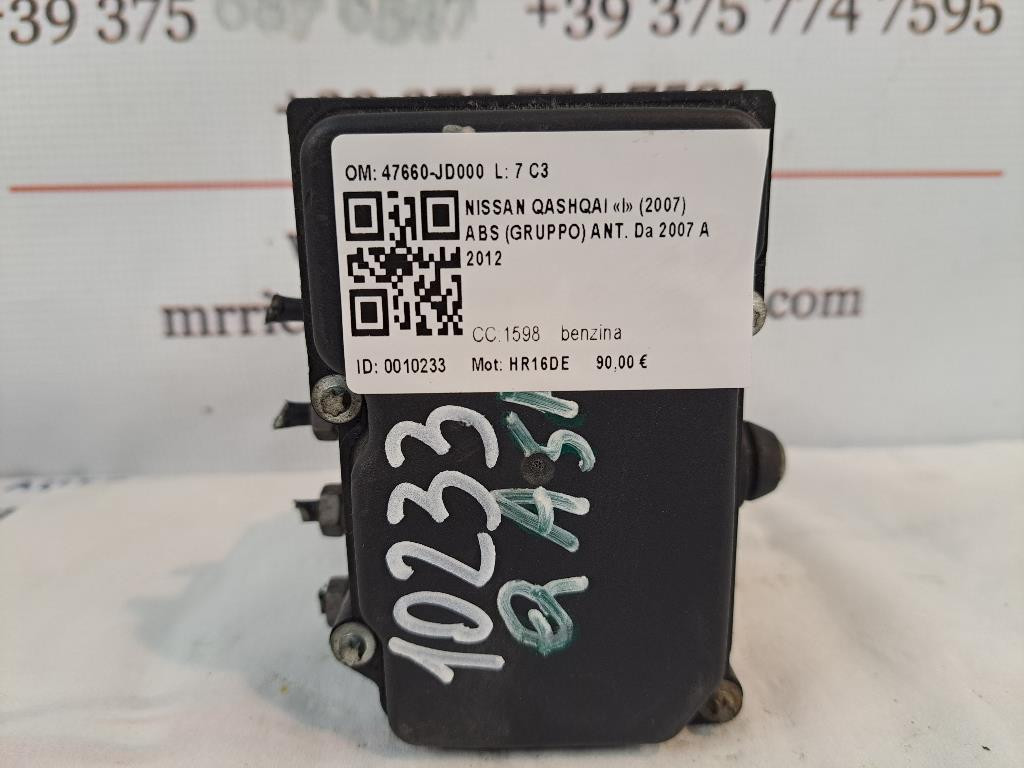 +39 375
+39 375 774 7595
OM: 47660-JD000 L: 7 C3
NISSAN QASHQAI «I» (2007)
ABS (GRUPPO) ANT. Da 2007 A
2012
CC:1598 benzina
ID: 0010233 Mot: HR16DE 90,00 €
10233